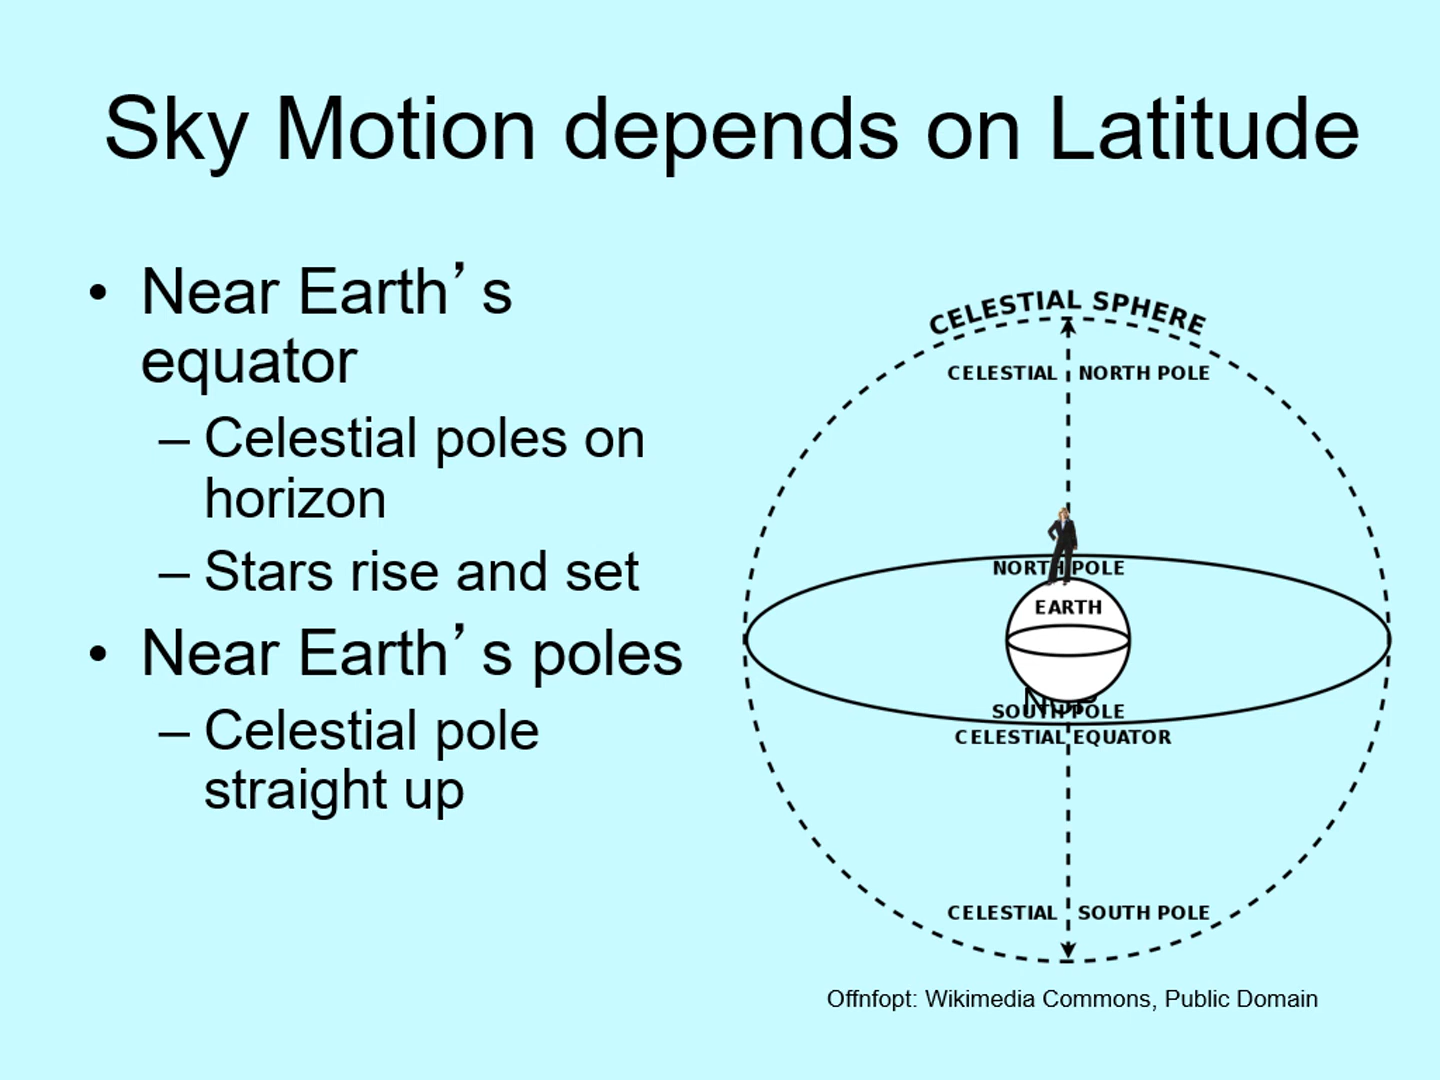 Sky Motion depends on Latitude
• Near Earth’s
equator
– Celestial poles on
horizon
– Stars rise and set
• Near Earth’s poles
– Celestial pole
straight up
CELESTIAL SPHERE
CELESTIAL NORTH POLE
NORTH POLE
EARTH
SOUTH POLE
CELESTIAL EQUATOR
CELESTIAL SOUTH POLE
Offnfopt: Wikimedia Commons, Public Domain